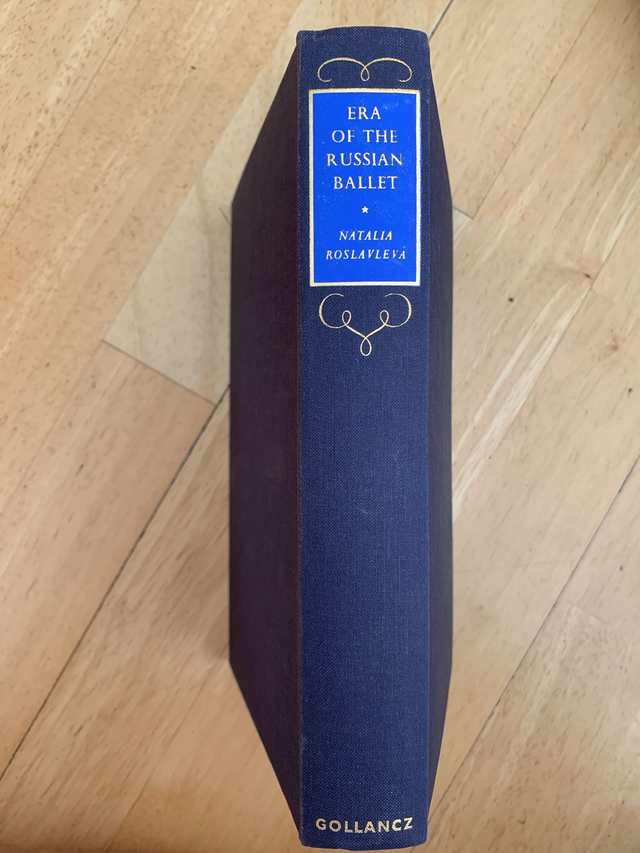 ERA
OF THE
RUSSIAN
BALLET
NATALIA
ROSLAVLEVA
GOLLANCZ